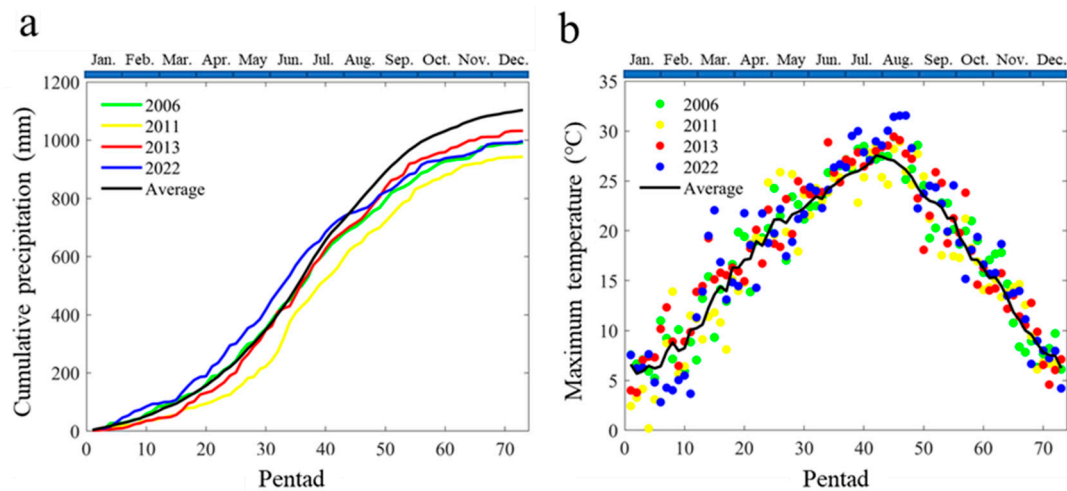 a
Jan. Feb. Mar. Apr. May Jun. Jul. Aug. Sep. Oct. Nov. Dec.
1200
1000
800
600
400
200
0
2006
2011
2013
2022
Average
Cumulative precipitation (mm)
0 10 20 30 40 50 60 70
Pentad
b
Jan. Feb. Mar. Apr. May Jun. Jul. Aug. Sep. Oct. Nov. Dec.
35
30
25
20
15
10
5
0
2006
2011
2013
2022
Average
Maximum temperature (°C)
0 10 20 30 40 50 60 70
Pentad